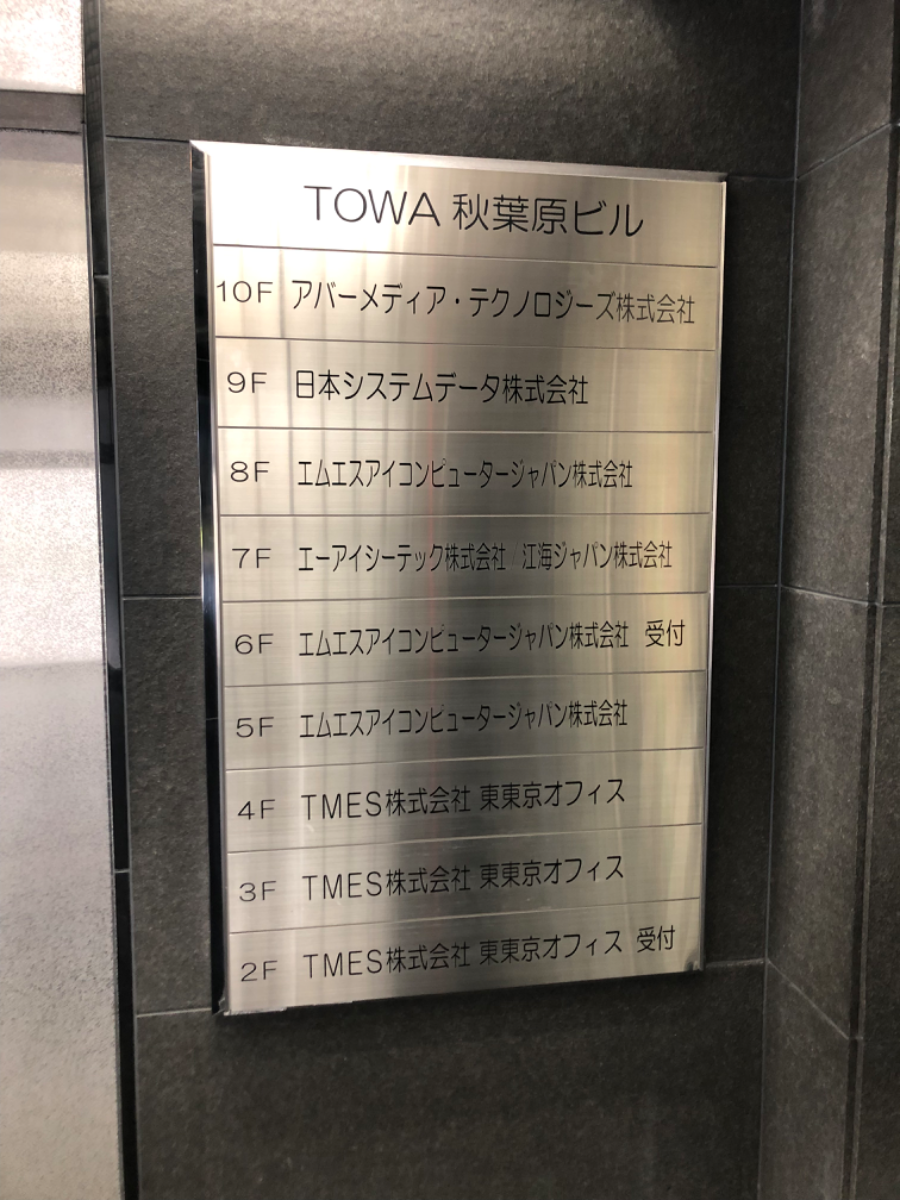 TOWA 秋葉原ビル
10F アバーメディア・テクノロジーズ株式会社
9F 日本システムデータ株式会社
8F エムエスアイコンピュータージャパン株式会社
7F エーアイシーテック株式会社 / 江海ジャパン株式会社
6F エムエスアイコンピュータージャパン株式会社 受付
5F エムエスアイコンピュータージャパン株式会社
4F TMES株式会社 東東京オフィス
3F TMES株式会社 東東京オフィス
2F TMES株式会社 東東京オフィス 受付